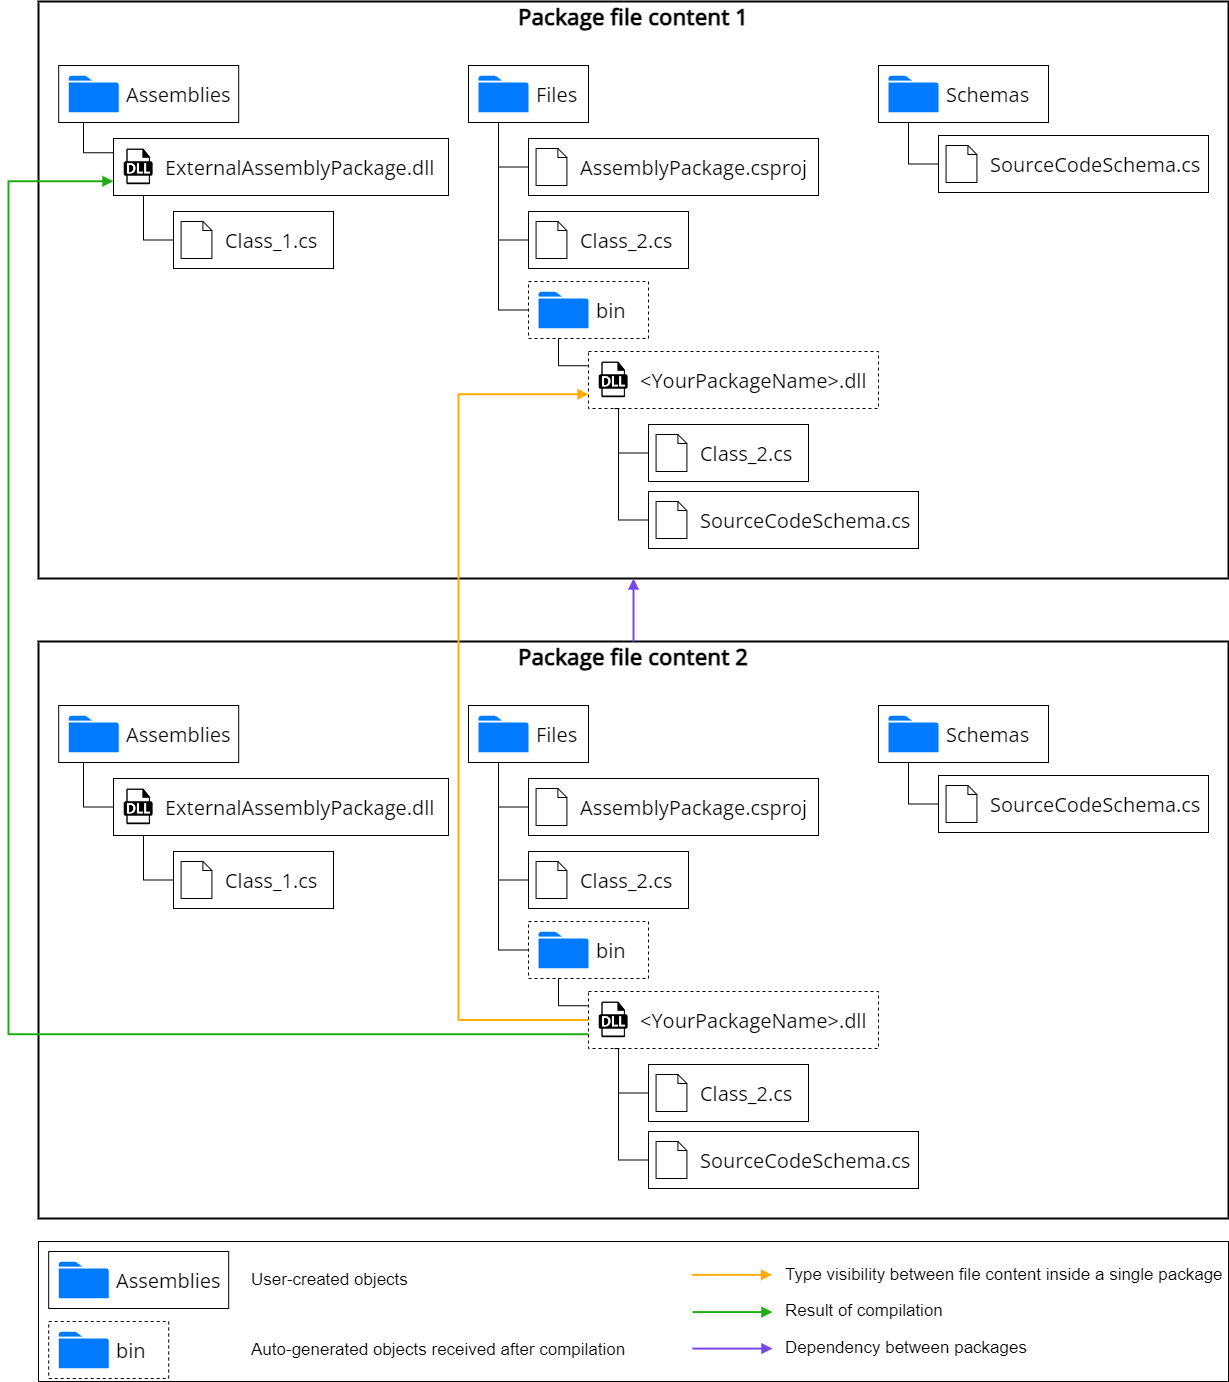 Package file content 1
Assemblies
Files
Schemas
DLL
ExternalAssemblyPackage.dll
AssemblyPackage.csproj
SourceCodeSchema.cs
Class_1.cs
Class_2.cs
bin
DLL
<YourPackageName>.dll
Class_2.cs
SourceCodeSchema.cs
Package file content 2
Assemblies
Files
Schemas
DLL
ExternalAssemblyPackage.dll
AssemblyPackage.csproj
SourceCodeSchema.cs
Class_1.cs
Class_2.cs
bin
DLL
<YourPackageName>.dll
Class_2.cs
SourceCodeSchema.cs
Assemblies
User-created objects
bin
Auto-generated objects received after compilation
Type visibility between file content inside a single package
Result of compilation
Dependency between packages